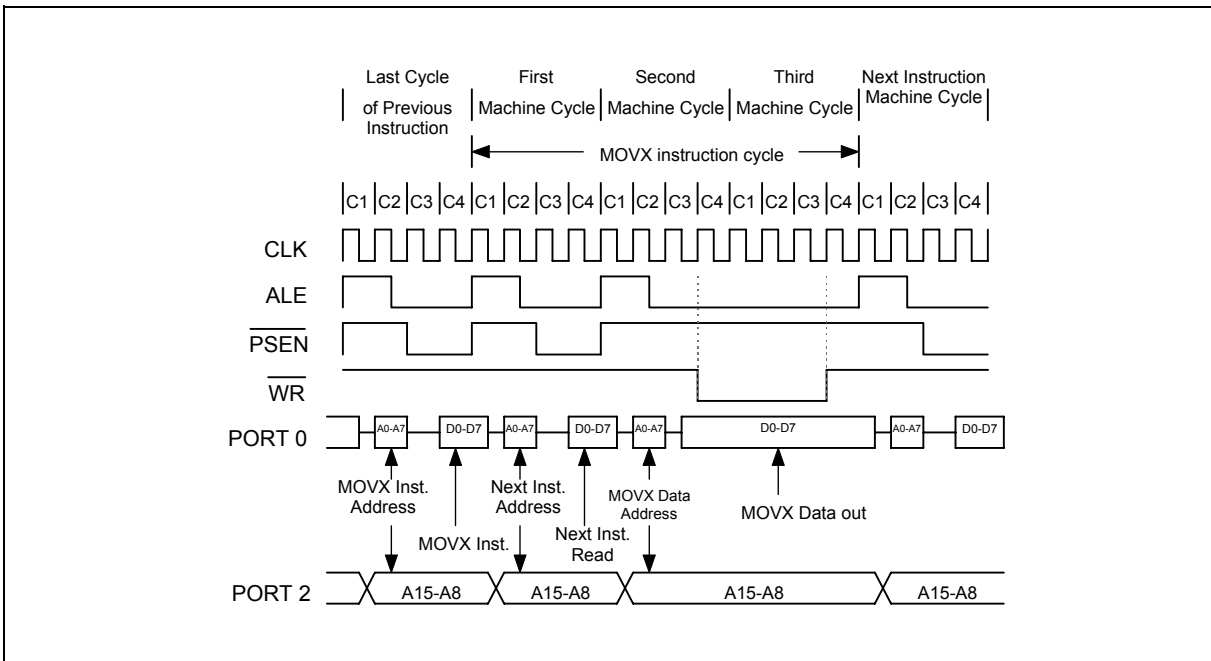 Last Cycle
of Previous
Instruction
First
Machine Cycle
Second
Machine Cycle
Third
Machine Cycle
Next Instruction
Machine Cycle
MOVX instruction cycle
C1 C2 C3 C4 C1 C2 C3 C4 C1 C2 C3 C4 C1 C2 C3 C4 C1 C2 C3 C4
CLK
ALE
PSEN
WR
PORT 0
A0-A7 D0-D7 A0-A7 D0-D7 A0-A7 D0-D7 A0-A7 D0-D7
MOVX Inst.
Address
MOVX Inst.
Next Inst.
Address
Next Inst.
Read
MOVX Data
Address
MOVX Data out
PORT 2
A15-A8 A15-A8 A15-A8 A15-A8